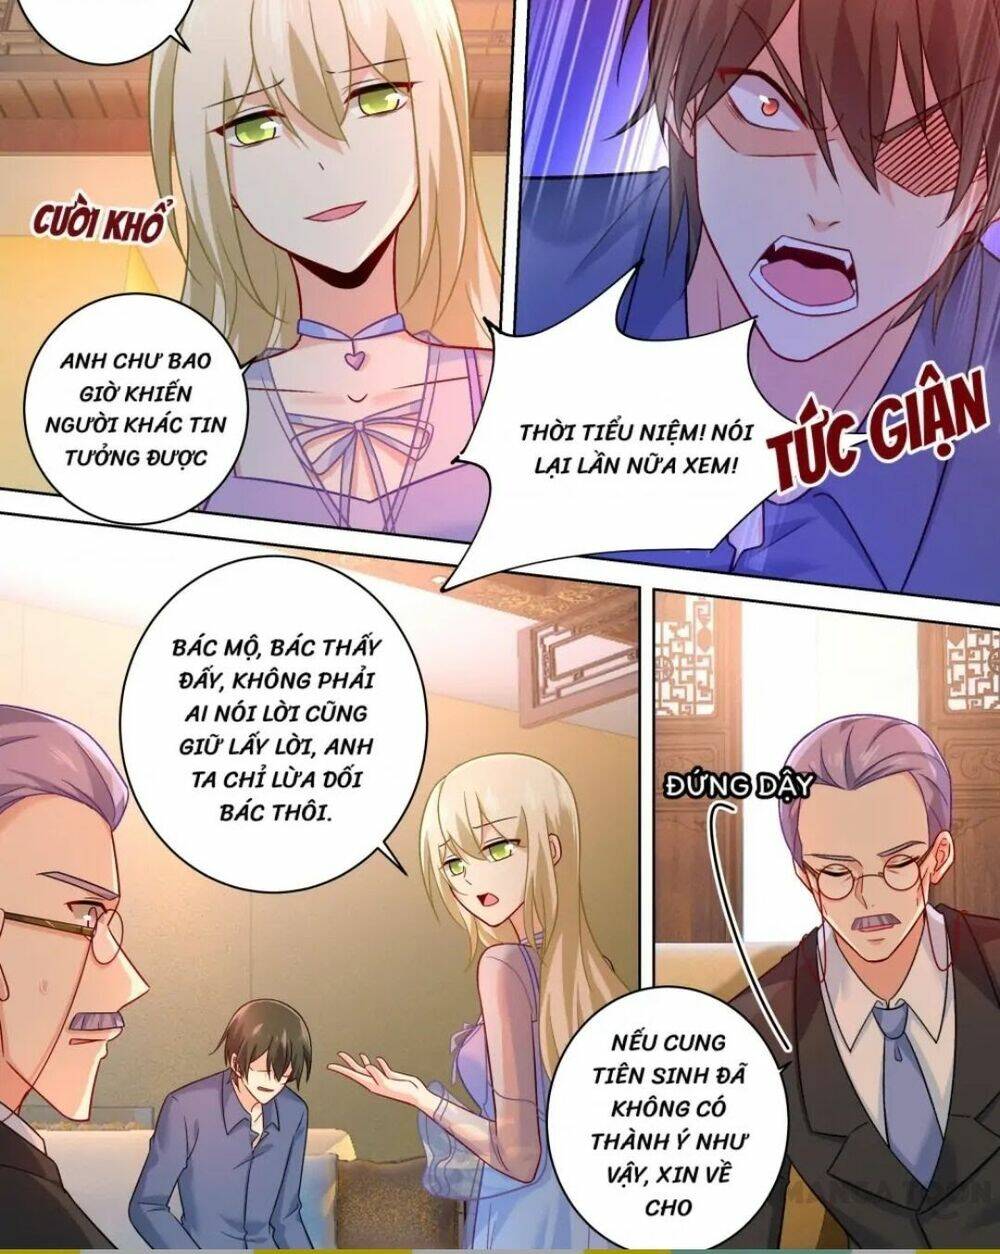 CƯỜI KHỔ
ANH CHƯ BAO
GIỜ KHIẾN
NGƯỜI KHÁC TIN
TƯỞNG ĐƯỢC
THỜI TIỂU NIỆM! NÓI
LẠI LẦN NỮA XEM!
TỨC GIẬN
BÁC MỘ, BÁC THẤY
ĐẤY, KHÔNG PHẢI
AI NÓI LỜI CŨNG
GIỮ LẤY LỜI, ANH
TA CHỈ LỪA DỐI
BÁC THÔI.
ĐỨNG DẬY
NẾU CUNG
TIÊN SINH ĐÃ
KHÔNG CÓ
THÀNH Ý NHƯ
VẬY, XIN VỀ
CHO
MANGATOON